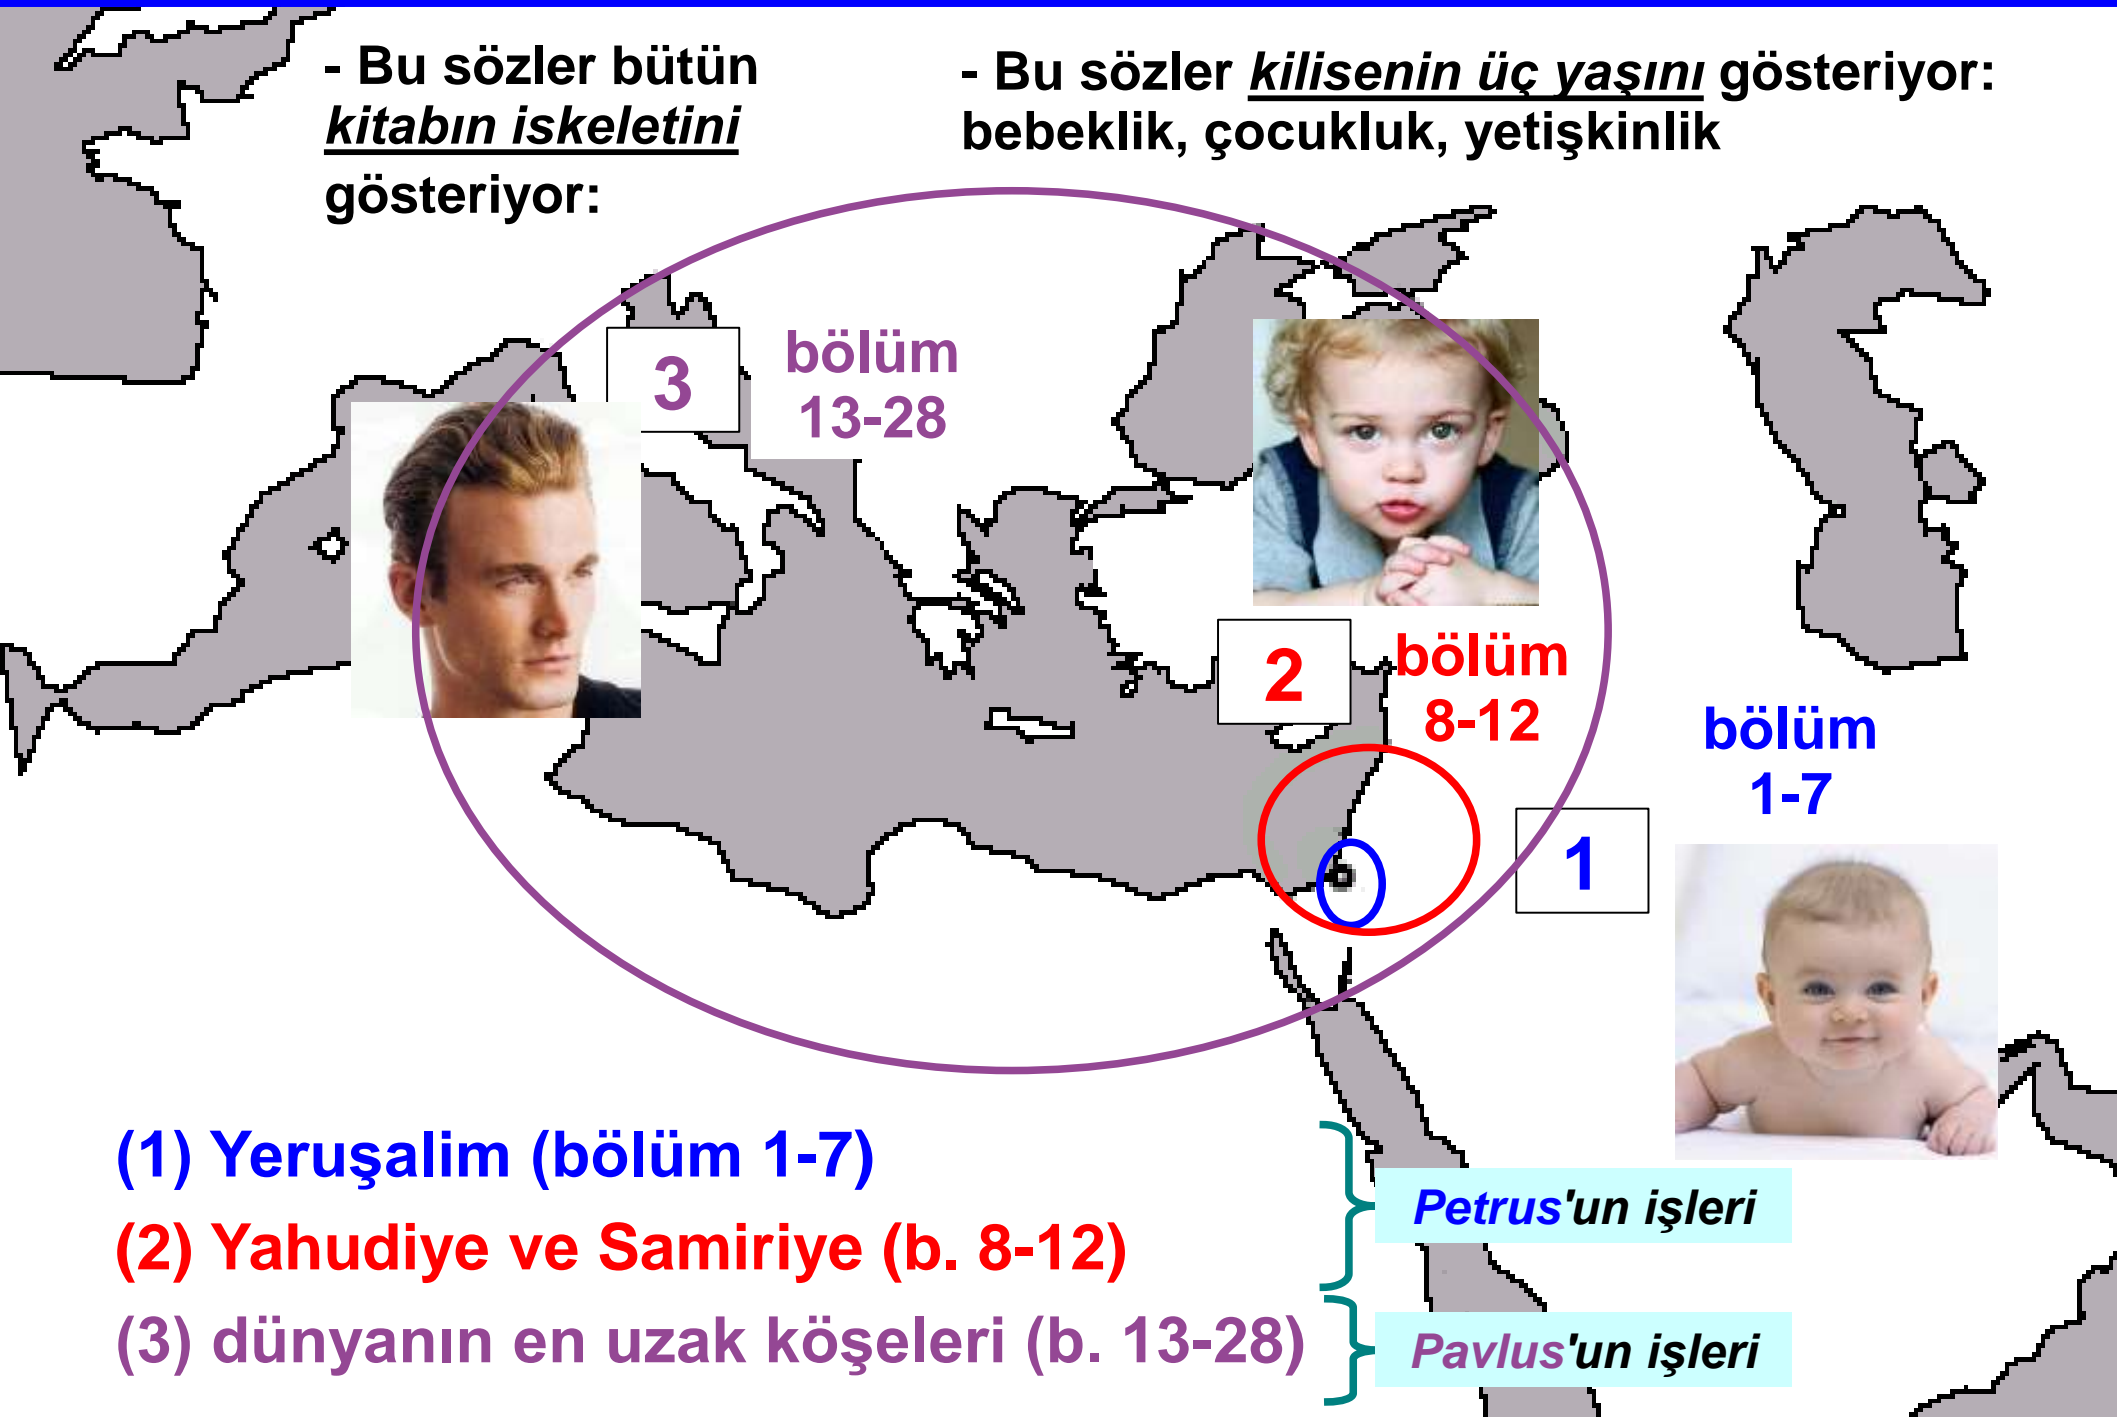 - Bu sözler bütün
kitabın iskeletini
gösteriyor:
- Bu sözler kilisenin üç yaşını gösteriyor:
bebeklik, çocukluk, yetişkinlik
3
bölüm
13-28
2
bölüm
8-12
bölüm
1-7
1
(1) Yeruşalim (bölüm 1-7)
(2) Yahudiye ve Samiriye (b. 8-12)
(3) dünyanın en uzak köşeleri (b. 13-28)
Petrus'un işleri
Pavlus'un işleri